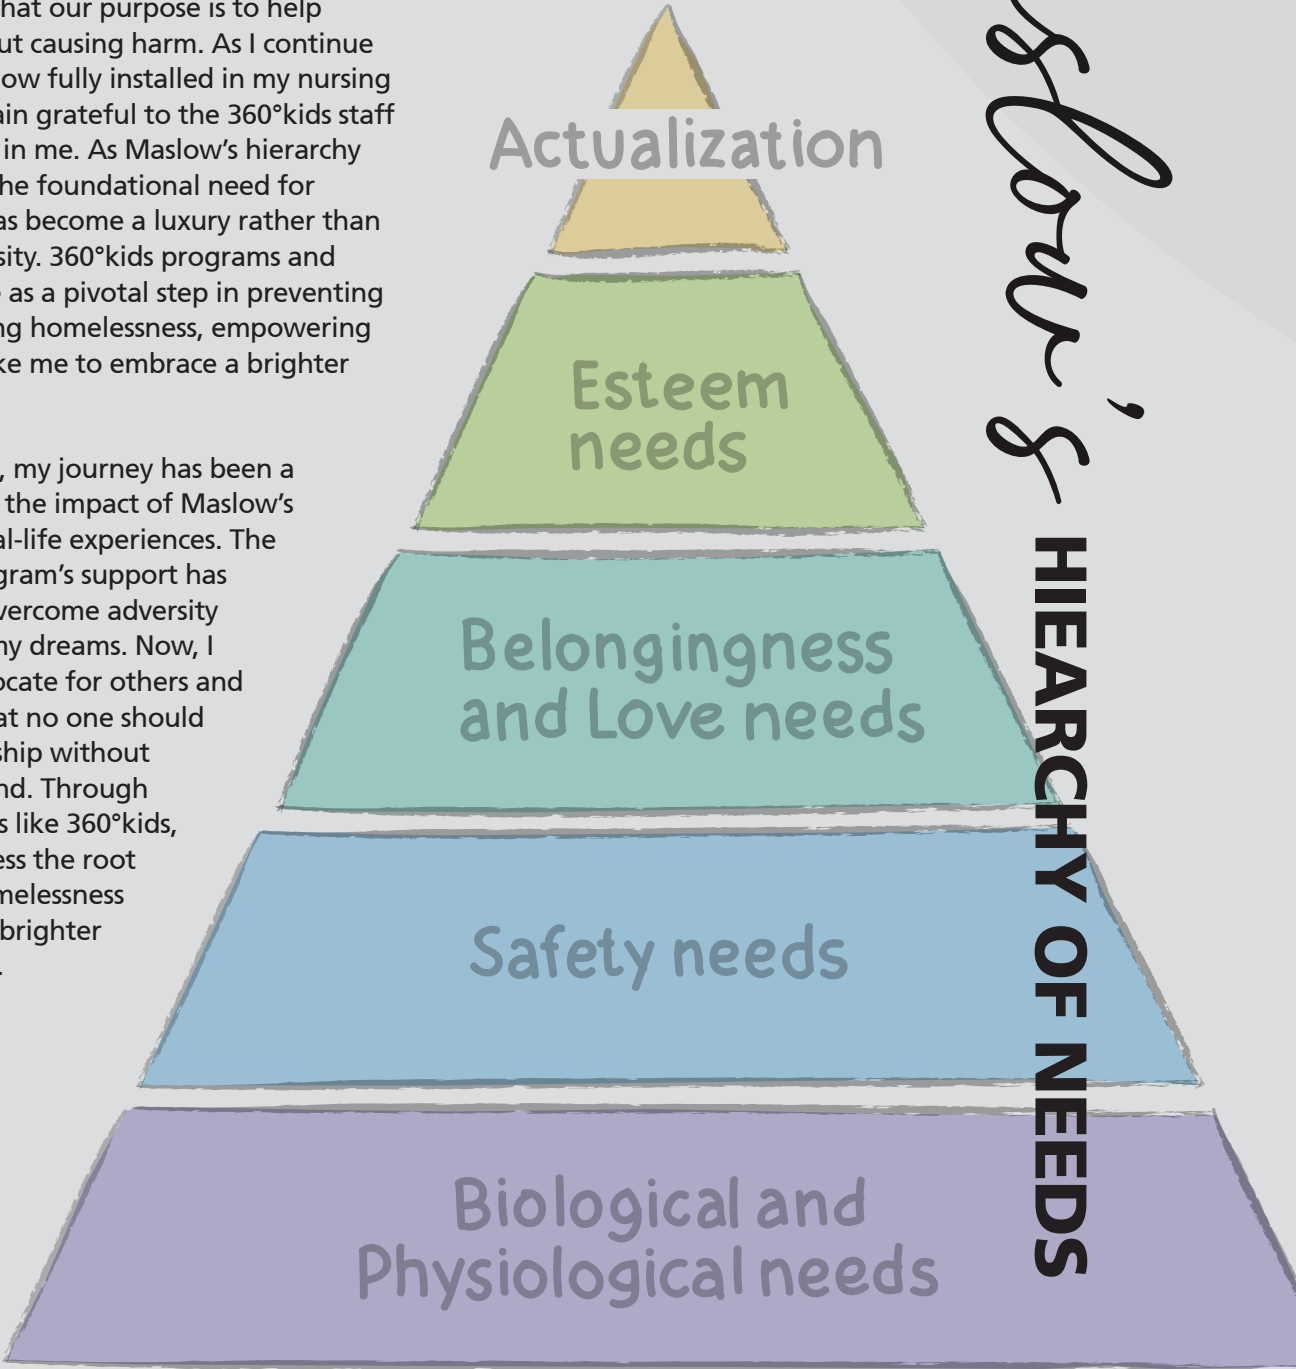 hat our purpose is to help
ut causing harm. As I continue
ow fully installed in my nursing
ain grateful to the 360°kids staff
in me. As Maslow’s hierarchy
he foundational need for
as become a luxury rather than
sity. 360°kids programs and
as a pivotal step in preventing
ng homelessness, empowering
ke me to embrace a brighter
, my journey has been a
the impact of Maslow’s
al-life experiences. The
gram’s support has
vercome adversity
ny dreams. Now, I
ocate for others and
at no one should
ship without
nd. Through
s like 360°kids,
ess the root
melessness
brighter
.
Actualization
Esteem
needs
Belongingness
and Love needs
Safety needs
Biological and
Physiological needs
slow’s HIEARCHY OF NEEDS